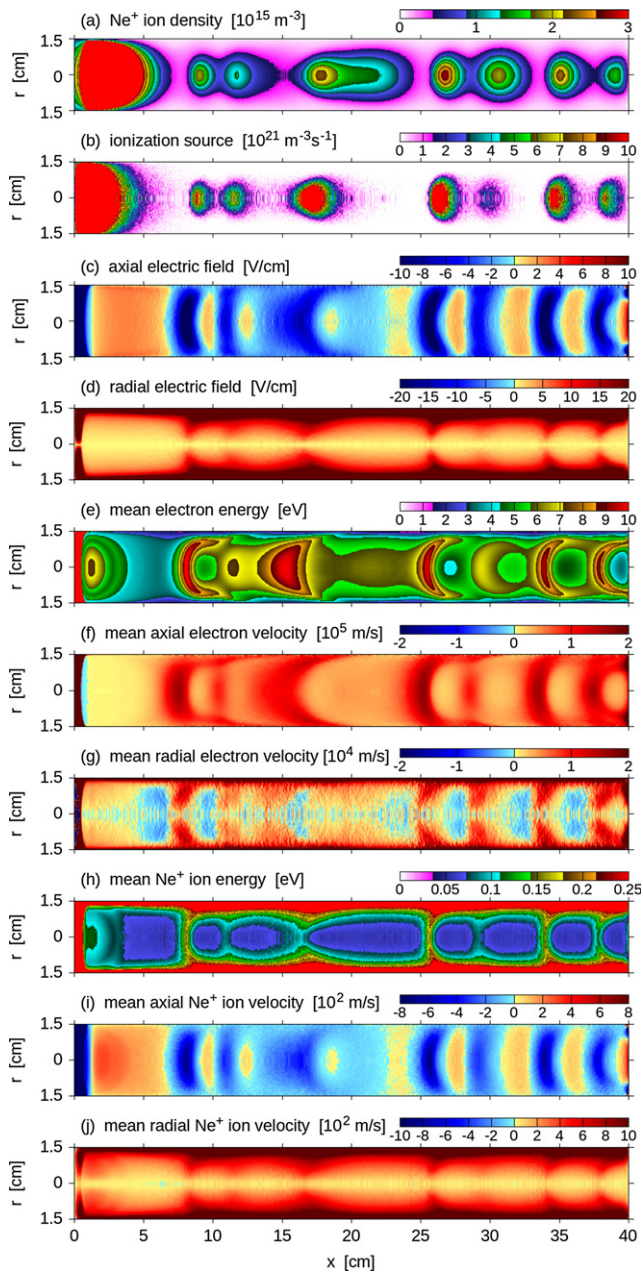 (a) Ne⁺ ion density [10¹⁵ m⁻³]
0 1 2 3
1.5
0
1.5
r [cm]
(b) ionization source [10²¹ m⁻³s⁻¹]
0 1 2 3 4 5 6 7 8 9 10
1.5
0
1.5
r [cm]
(c) axial electric field [V/cm]
-10 -8 -6 -4 -2 0 2 4 6 8 10
1.5
0
1.5
r [cm]
(d) radial electric field [V/cm]
-20 -15 -10 -5 0 5 10 15 20
1.5
0
1.5
r [cm]
(e) mean electron energy [eV]
0 1 2 3 4 5 6 7 8 9 10
1.5
0
1.5
r [cm]
(f) mean axial electron velocity [10⁵ m/s]
-2 -1 0 1 2
1.5
0
1.5
r [cm]
(g) mean radial electron velocity [10⁴ m/s]
-2 -1 0 1 2
1.5
0
1.5
r [cm]
(h) mean Ne⁺ ion energy [eV]
0 0.05 0.1 0.15 0.2 0.25
1.5
0
1.5
r [cm]
(i) mean axial Ne⁺ ion velocity [10² m/s]
-8 -6 -4 -2 0 2 4 6 8
1.5
0
1.5
r [cm]
(j) mean radial Ne⁺ ion velocity [10² m/s]
-10 -8 -6 -4 -2 0 2 4 6 8 10
1.5
0
1.5
r [cm]
0 5 10 15 20 25 30 35 40
x [cm]